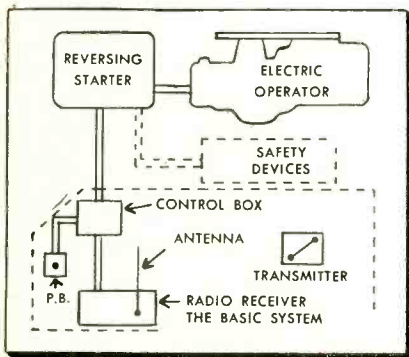 REVERSING
STARTER
ELECTRIC
OPERATOR
SAFETY
DEVICES
CONTROL BOX
ANTENNA
P.B.
TRANSMITTER
RADIO RECEIVER
THE BASIC SYSTEM